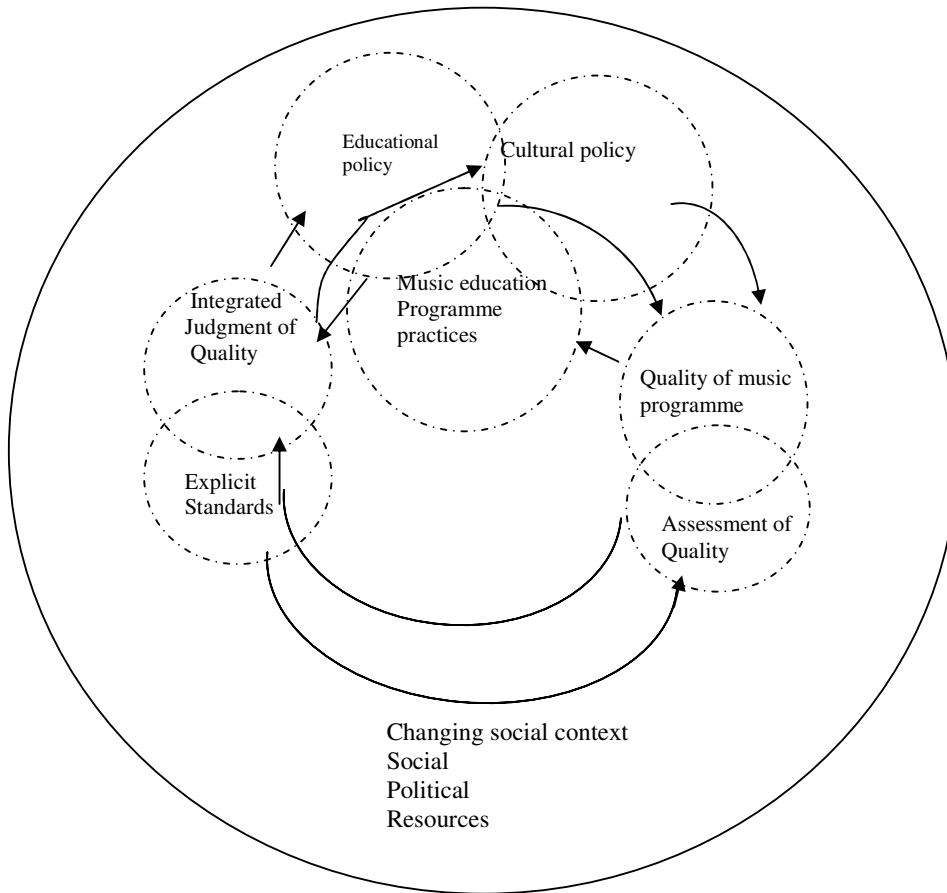 Educational
policy
Cultural policy
Music education
Programme
practices
Integrated
Judgment of
Quality
Quality of music
programme
Explicit
Standards
Assessment of
Quality
Changing social context
Social
Political
Resources